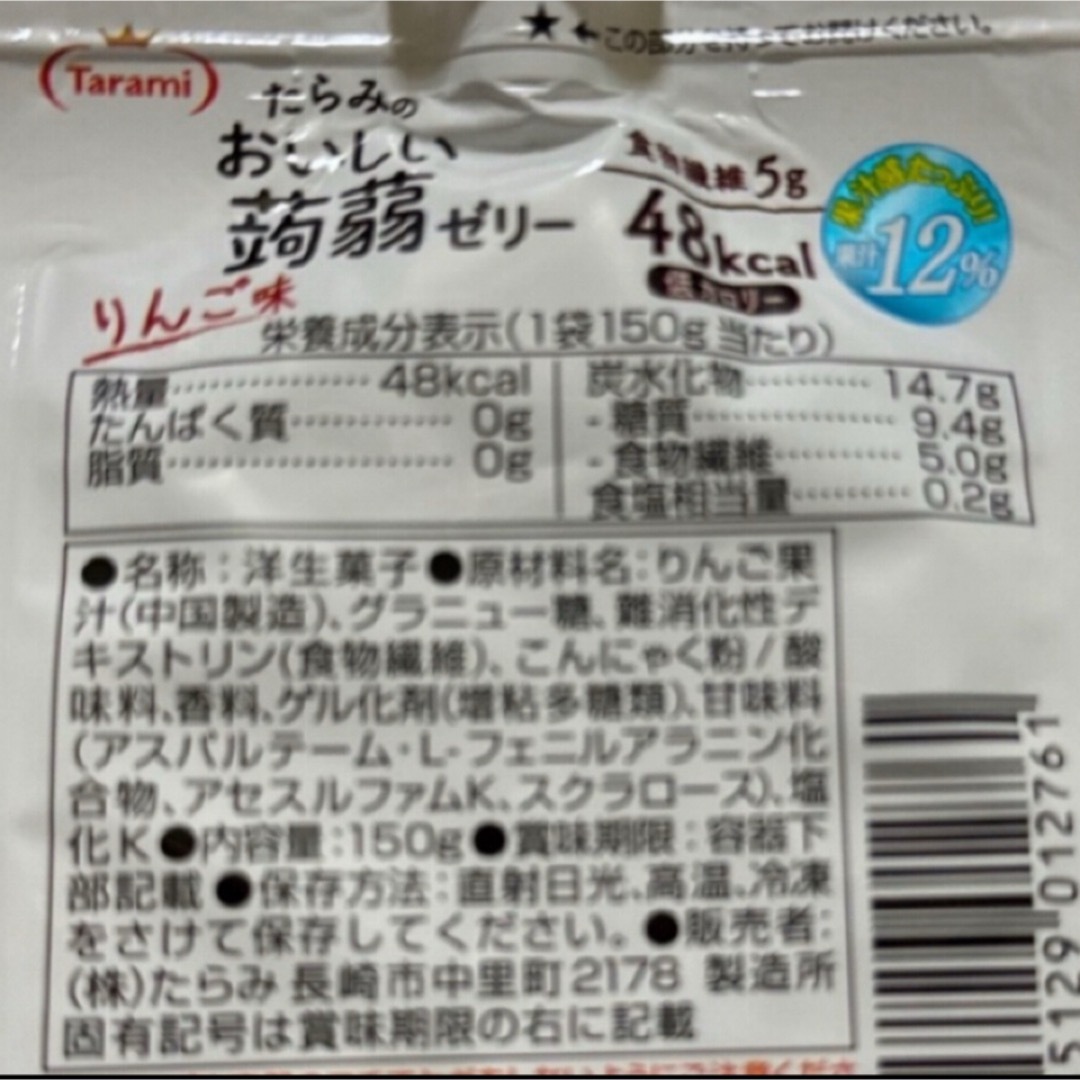 ★←この部分を持ってお開けください。
Tarami
たらみの
おいしい
蒟蒻ゼリー
りんご味
食物繊維5g
48kcal
低カロリー
果汁感たっぷり
果汁12%
栄養成分表示(1袋150g当たり)
熱量………………48kcal
たんぱく質…………0g
脂質…………………0g
炭水化物…………14.7g
-糖質……………9.4g
-食物繊維…………5.0g
食塩相当量…………0.2g
●名称:洋生菓子●原材料名:りんご果
汁(中国製造)、グラニュー糖、難消化性デ
キストリン(食物繊維)、こんにゃく粉/酸
味料、香料、ゲル化剤(増粘多糖類)、甘味料
(アスパルテーム・L-フェニルアラニン化
合物、アセスルファムK、スクラロース)、塩
化K●内容量:150g●賞味期限:容器下
部記載●保存方法:直射日光、高温、冷凍
をさけて保存してください。●販売者:
(株)たらみ 長崎市中里町2178 製造所
固有記号は賞味期限の右に記載
5129 012761